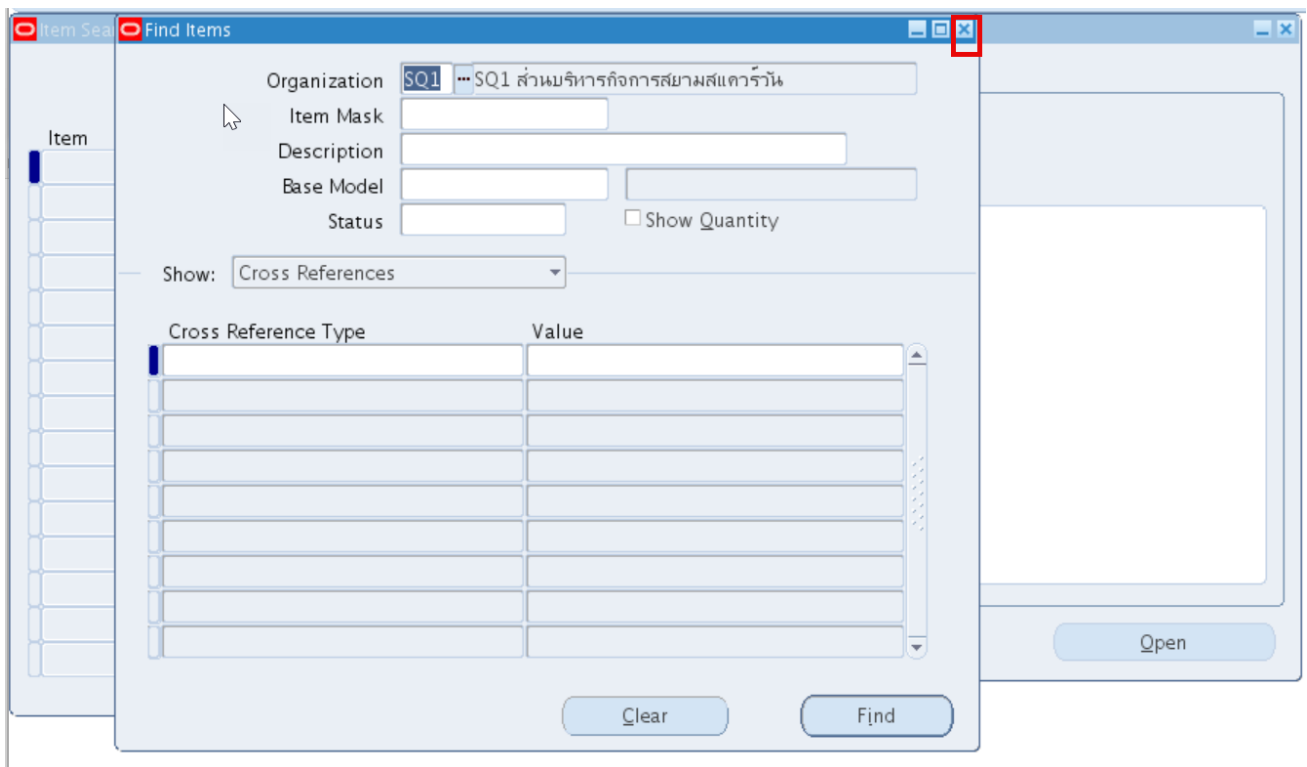 Item Sea
Find Items
Organization SQ1 ... SQ1 ส่วนบริหารกิจการสยามสแควร์วัน
Item Mask
Item
Description
Base Model
Status
Show Quantity
Show: Cross References
Cross Reference Type Value
Open
Clear Find